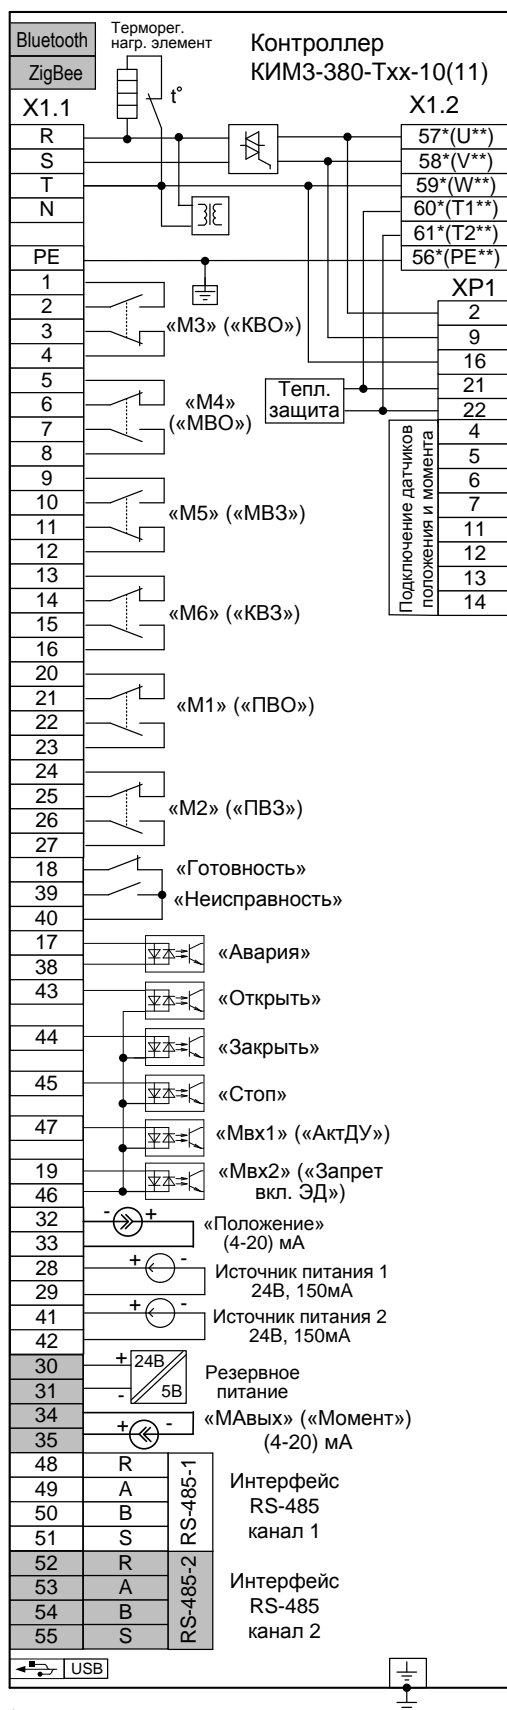 Bluetooth
ZigBee
Терморег.
нагр. элемент
t°
Контроллер
КИМ3-380-Тхх-10(11)
X1.1
R
S
T
N
PE
1
2
3
4
«М3» («КВО»)
5
6
7
8
«М4»
(«МВО»)
9
10
11
12
«М5» («МВЗ»)
13
14
15
16
«М6» («КВЗ»)
20
21
22
23
«М1» («ПВО»)
24
25
26
27
«М2» («ПВЗ»)
18
39
40
«Готовность»
«Неисправность»
17
38
«Авария»
43
«Открыть»
44
«Закрыть»
45
«Стоп»
47
«Мвх1» («АктДУ»)
19
46
«Мвх2» («Запрет
вкл. ЭД»)
32
33
- +
«Положение»
(4-20) мА
28
29
+ -
Источник питания 1
24В, 150мА
41
42
+ -
Источник питания 2
24В, 150мА
30
31
+ 24В
- 5В
Резервное
питание
34
35
+ -
«МАвых» («Момент»)
(4-20) мА
48 R
49 A
50 B
51 S
RS-485-1
Интерфейс
RS-485
канал 1
52 R
53 A
54 B
55 S
RS-485-2
Интерфейс
RS-485
канал 2
USB
X1.2
57*(U**)
58*(V**)
59*(W**)
60*(T1**)
61*(T2**)
56*(PE**)
XP1
2
9
16
21
22
Тепл.
защита
4
5
6
7
11
12
13
14
Подключение датчиков
положения и момента